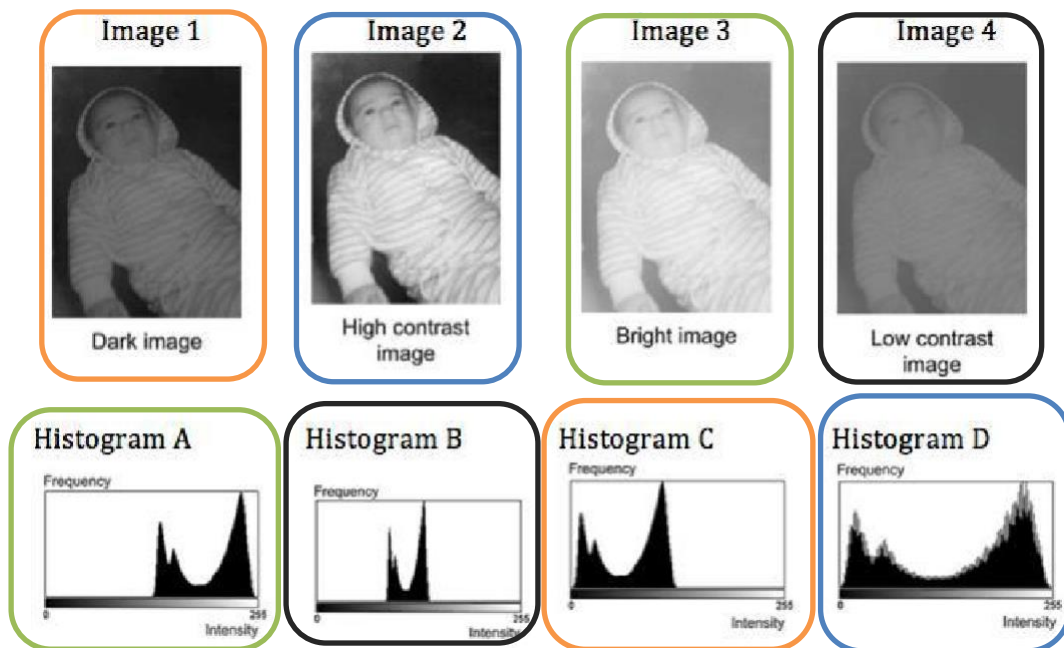 Image 1
Image 2
Image 3
Image 4
Dark image
High contrast
image
Bright image
Low contrast
image
Histogram A
Histogram B
Histogram C
Histogram D
Frequency
0
255
Intensity
Frequency
0
255
Intensity
Frequency
0
255
Intensity
Frequency
0
255
Intensity